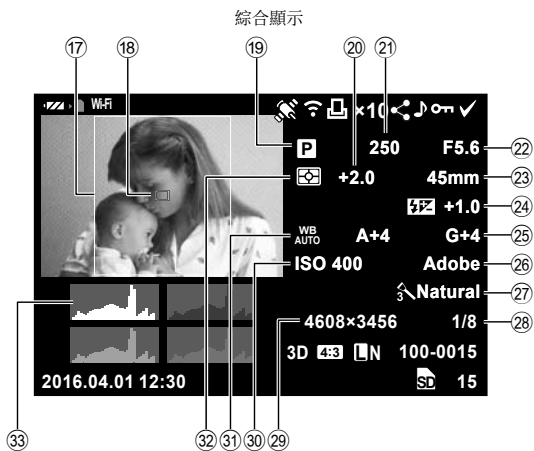 綜合顯示
⑰ ⑱ ⑲ ⑳ ㉑
Wi-Fi ×10
P 250 F5.6 ㉒
+2.0 45mm ㉓
+1.0 ㉔
WB AUTO A+4 G+4 ㉕
ISO 400 Adobe ㉖
3 Natural ㉗
4608×3456 1/8 ㉘
3D 4:3 LN 100-0015
2016.04.01 12:30 SD 15
㉝ ㉜ ㉛ ㉚ ㉙